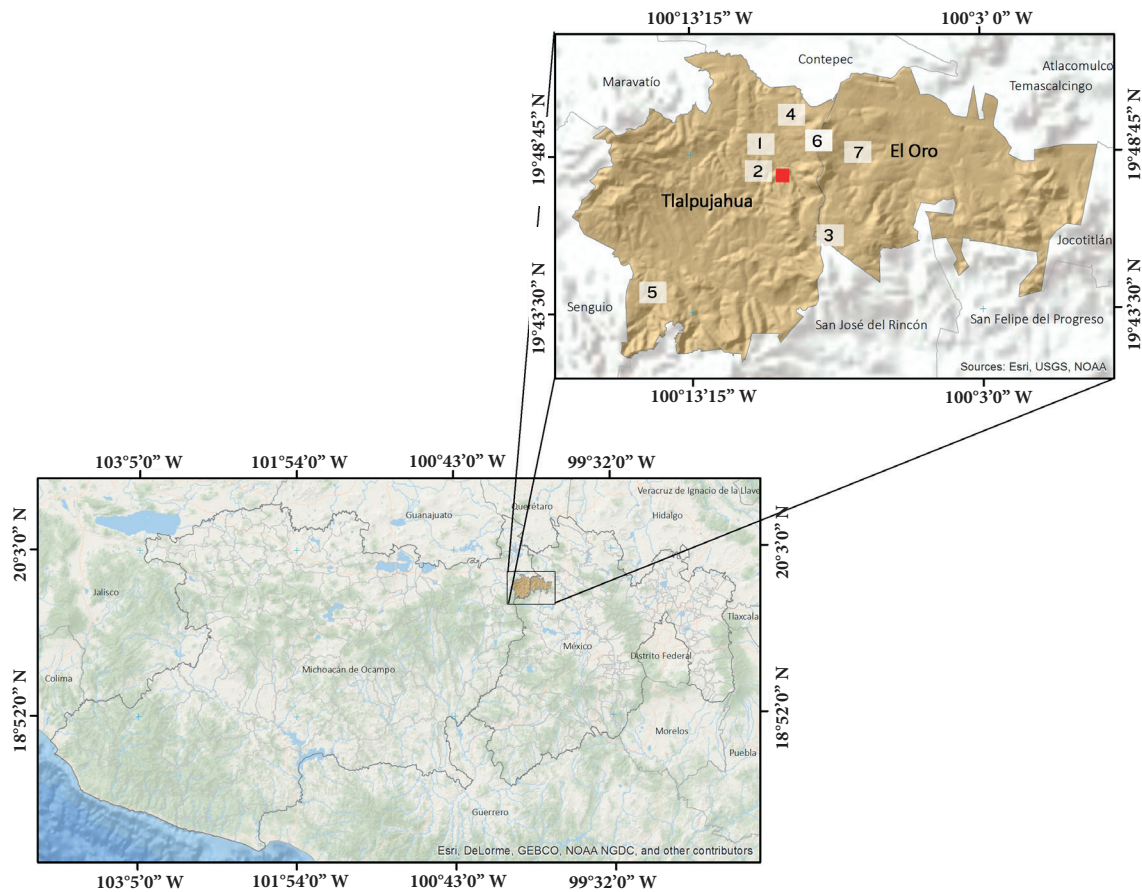 100°13'15" W
100°3' 0" W
Contepec
Atlacomulco
Maravatío
Temascalcingo
19°48'45" N
19°48'45" N
4
1
6
7
El Oro
2
Tlalpujahua
3
Jocotitlán
5
Senguio
19°43'30" N
19°43'30" N
San José del Rincón
San Felipe del Progreso
Sources: Esri, USGS, NOAA
100°13'15" W
100°3'0" W
103°5'0" W
101°54'0" W
100°43'0" W
99°32'0" W
Veracruz de Ignacio de la Llave
Guanajuato
Querétaro
Hidalgo
20°3'0" N
20°3'0" N
Jalisco
Tlaxcala
México
Distrito Federal
Michoacán de Ocampo
Colima
18°52'0" N
18°52'0" N
Morelos
Puebla
Guerrero
Esri, DeLorme, GEBCO, NOAA NGDC, and other contributors
103°5'0" W
101°54'0" W
100°43'0" W
99°32'0" W